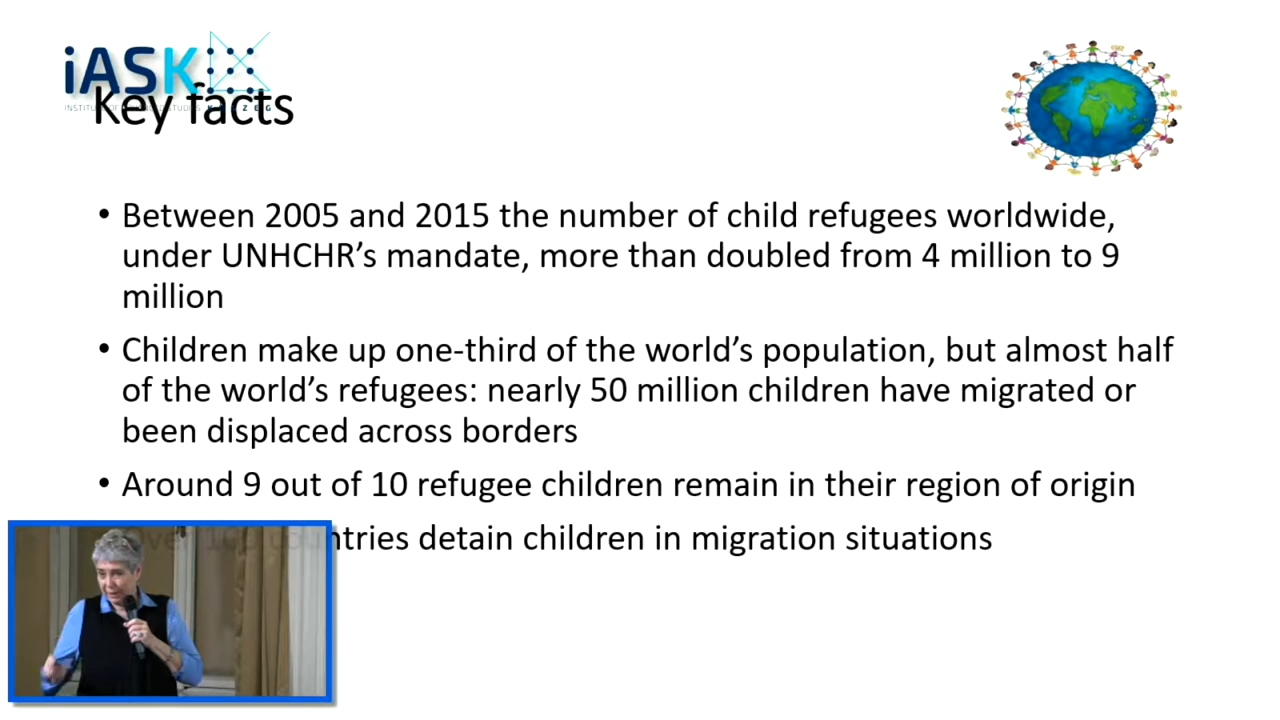 iASK
Key facts
• Between 2005 and 2015 the number of child refugees worldwide,
under UNHCHR’s mandate, more than doubled from 4 million to 9
million
• Children make up one-third of the world’s population, but almost half
of the world’s refugees: nearly 50 million children have migrated or
been displaced across borders
• Around 9 out of 10 refugee children remain in their region of origin
countries detain children in migration situations